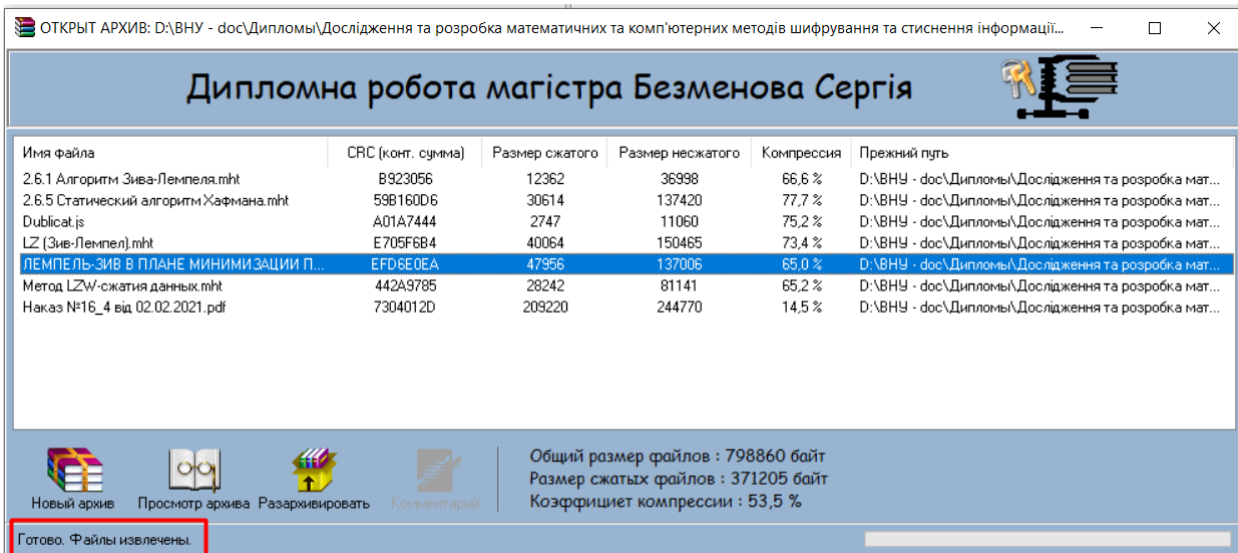 ОТКРЫТ АРХИВ: D:\ВНУ - doc\Дипломы\Дослідження та розробка математичних та комп'ютерних методів шифрування та стиснення інформації...
Дипломна робота магістра Безменова Сергія
Имя файла CRC (конт. сумма) Размер сжатого Размер несжатого Компрессия Прежний путь
2.6.1 Алгоритм Зива-Лемпеля.mht B923056 12362 36998 66,6 % D:\ВНУ - doc\Дипломы\Дослідження та розробка мат...
2.6.5 Статический алгоритм Хафмана.mht 59B160D6 30614 137420 77,7 % D:\ВНУ - doc\Дипломы\Дослідження та розробка мат...
Dublicat.js A01A7444 2747 11060 75,2 % D:\ВНУ - doc\Дипломы\Дослідження та розробка мат...
LZ (Зив-Лемпел).mht E705F6B4 40064 150465 73,4 % D:\ВНУ - doc\Дипломы\Дослідження та розробка мат...
ЛЕМПЕЛЬ-ЗИВ В ПЛАНЕ МИНИМИЗАЦИИ П... EFD6E0EA 47956 137006 65,0 % D:\ВНУ - doc\Дипломы\Дослідження та розробка мат...
Метод LZW-сжатия данных.mht 442A9785 28242 81141 65,2 % D:\ВНУ - doc\Дипломы\Дослідження та розробка мат...
Наказ №16_4 від 02.02.2021.pdf 7304012D 209220 244770 14,5 % D:\ВНУ - doc\Дипломы\Дослідження та розробка мат...
Общий размер файлов : 798860 байт
Размер сжатых файлов : 371205 байт
Коэффициет компрессии : 53,5 %
Новый архив Просмотр архива Разархивировать Комментарий
Готово. Файлы извлечены.